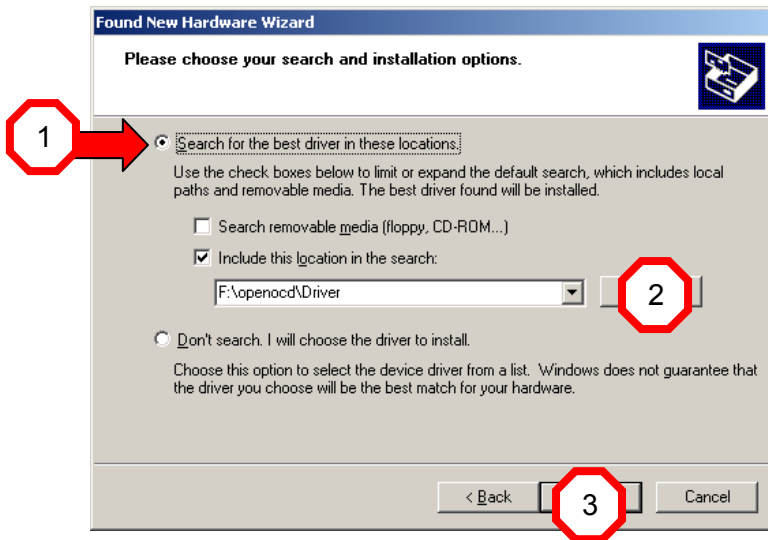 Found New Hardware Wizard
Please choose your search and installation options.
1
Search for the best driver in these locations.
Use the check boxes below to limit or expand the default search, which includes local
paths and removable media. The best driver found will be installed.
Search removable media (floppy, CD-ROM...)
Include this location in the search:
F:\openocd\Driver
2
Don't search. I will choose the driver to install.
Choose this option to select the device driver from a list. Windows does not guarantee that
the driver you choose will be the best match for your hardware.
< Back
3
Cancel